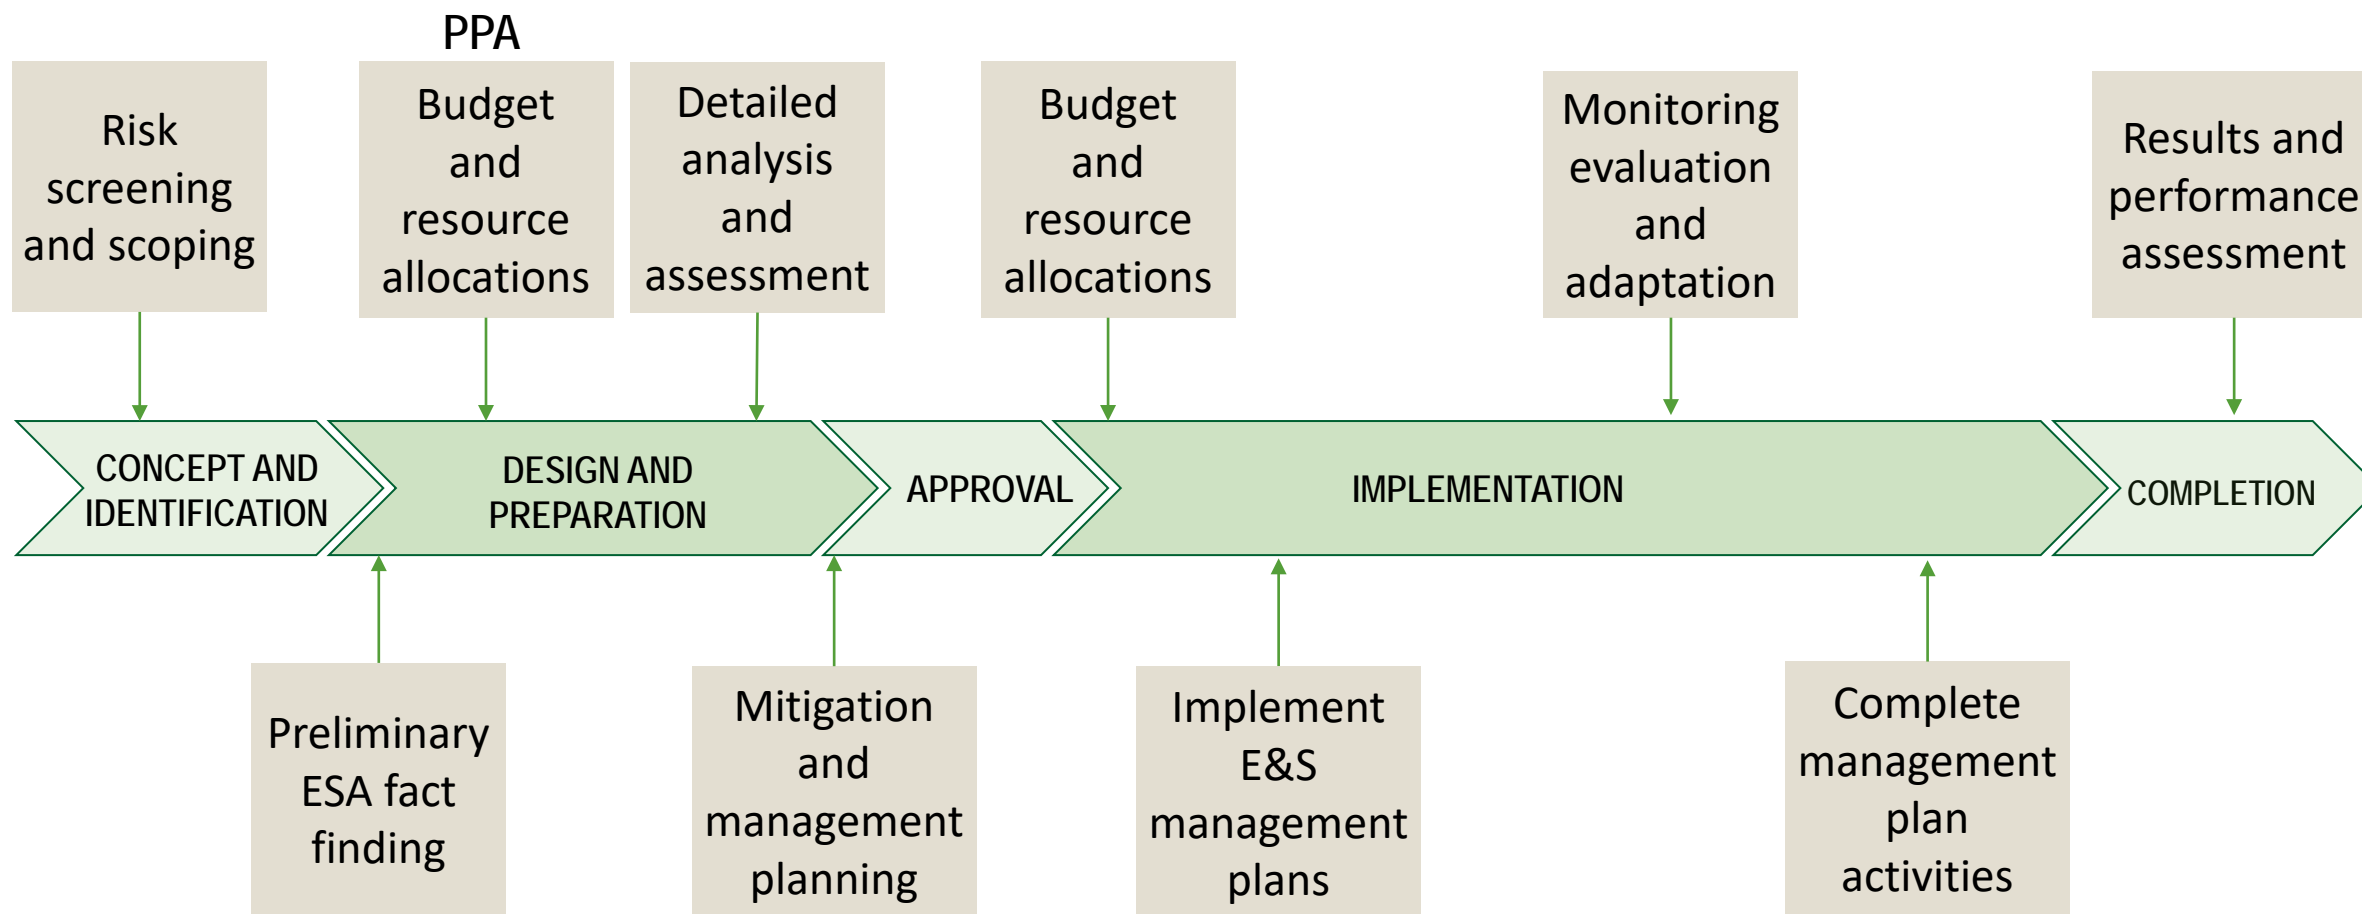 PPA
Risk
screening
and scoping
Budget
and
resource
allocations
Detailed
analysis
and
assessment
Budget
and
resource
allocations
Monitoring
evaluation
and
adaptation
Results and
performance
assessment
CONCEPT AND
IDENTIFICATION
DESIGN AND
PREPARATION
APPROVAL
IMPLEMENTATION
COMPLETION
Preliminary
ESA fact
finding
Mitigation
and
management
planning
Implement
E&S
management
plans
Complete
management
plan
activities